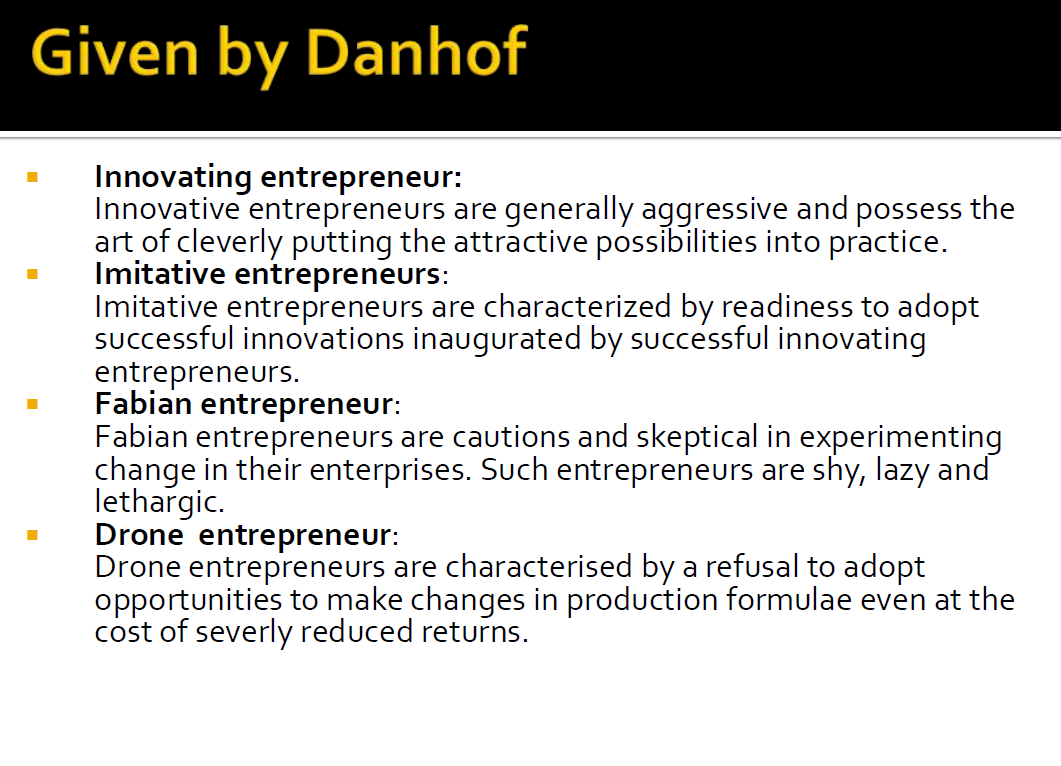 Given by Danhof
▪ Innovating entrepreneur:
Innovative entrepreneurs are generally aggressive and possess the
art of cleverly putting the attractive possibilities into practice.
▪ Imitative entrepreneurs:
Imitative entrepreneurs are characterized by readiness to adopt
successful innovations inaugurated by successful innovating
entrepreneurs.
▪ Fabian entrepreneur:
Fabian entrepreneurs are cautions and skeptical in experimenting
change in their enterprises. Such entrepreneurs are shy, lazy and
lethargic.
▪ Drone entrepreneur:
Drone entrepreneurs are characterised by a refusal to adopt
opportunities to make changes in production formulae even at the
cost of severly reduced returns.